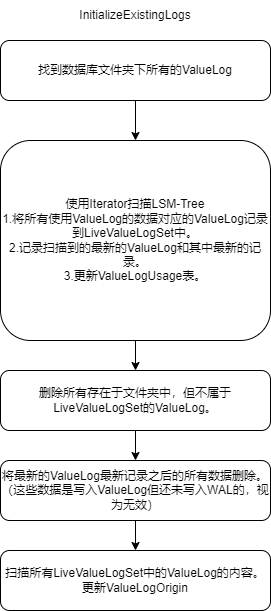 InitializeExistingLogs
找到数据库文件夹下所有的ValueLog
使用Iterator扫描LSM-Tree
1.将所有使用ValueLog的数据对应的ValueLog记录
到LiveValueLogSet中。
2.记录扫描到的最新的ValueLog和其中最新的记
录。
3.更新ValueLogUsage表。
删除所有存在于文件夹中，但不属于
LiveValueLogSet的ValueLog。
将最新的ValueLog最新记录之后的所有数据删除。
（这些数据是写入ValueLog但还未写入WAL的，视
为无效）
扫描所有LiveValueLogSet中的ValueLog的内容。
更新ValueLogOrigin